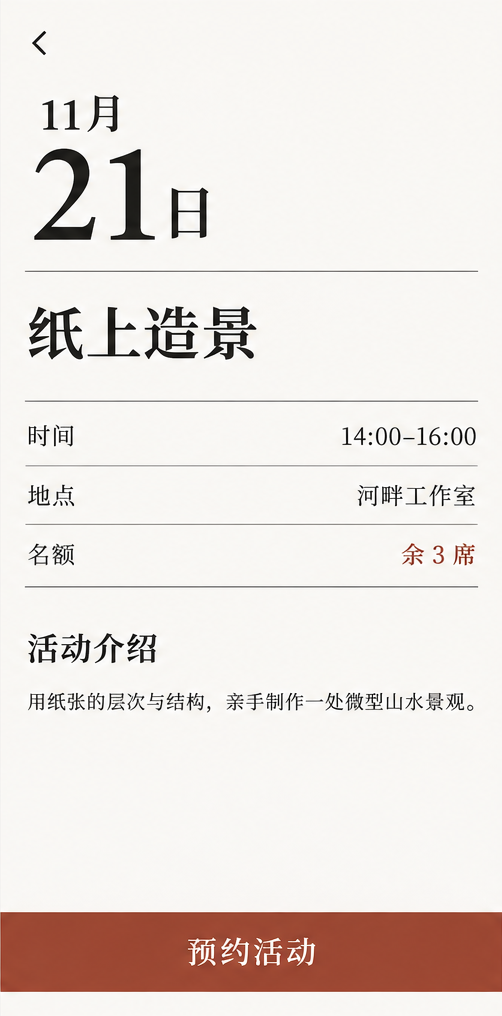 11月
21日
纸上造景
时间 14:00–16:00
地点 河畔工作室
名额 余 3 席
活动介绍
用纸张的层次与结构，亲手制作一处微型山水景观。
预约活动